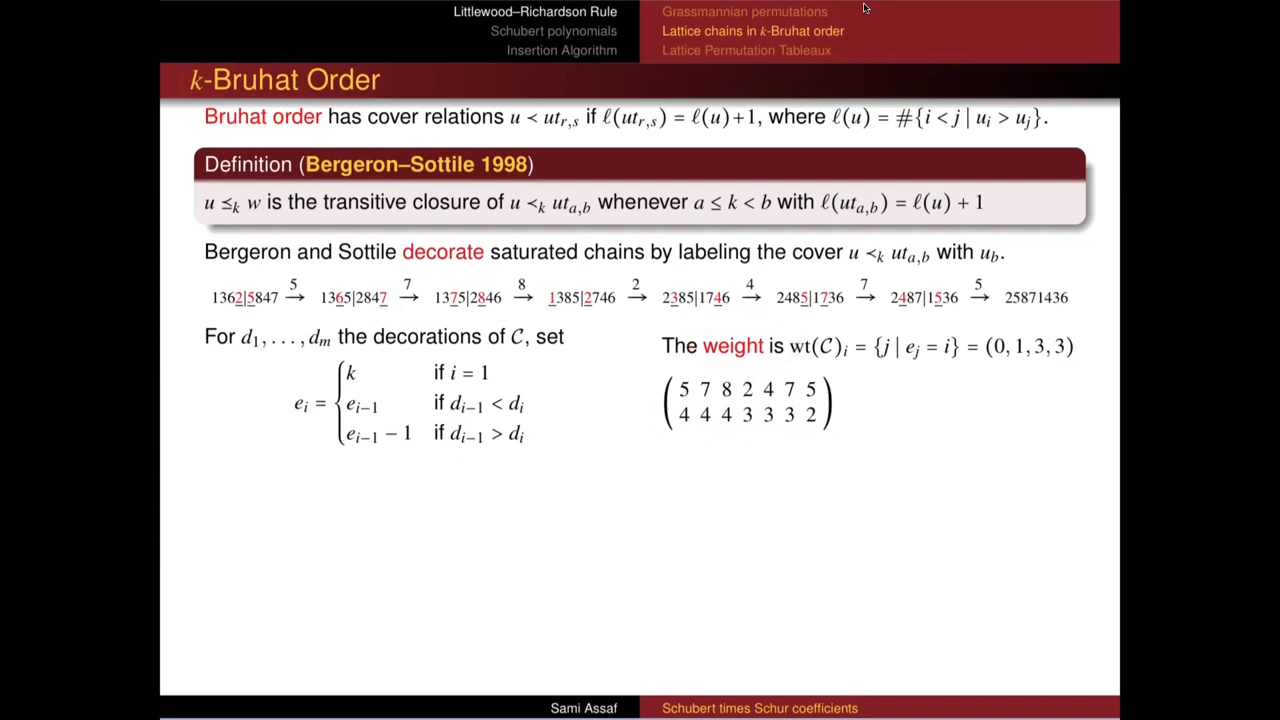 Littlewood–Richardson Rule
Schubert polynomials
Insertion Algorithm
Grassmannian permutations
Lattice chains in k-Bruhat order
Lattice Permutation Tableaux
k-Bruhat Order
Bruhat order has cover relations u ≺ ut_{r,s} if ℓ(ut_{r,s}) = ℓ(u)+1, where ℓ(u) = #{i < j | u_i > u_j}.
Definition (Bergeron–Sottile 1998)
u ⪯_k w is the transitive closure of u ≺_k ut_{a,b} whenever a ≤ k < b with ℓ(ut_{a,b}) = ℓ(u) + 1
Bergeron and Sottile decorate saturated chains by labeling the cover u ≺_k ut_{a,b} with u_b.
1362|5847 →^5 1365|2847 →^7 1375|2846 →^8 1385|2746 →^2 2385|1746 →^4 2485|1736 →^7 2487|1536 →^5 25871436
For d_1, . . . , d_m the decorations of C, set
e_i = { k if i = 1
e_{i−1} if d_{i−1} < d_i
e_{i−1} − 1 if d_{i−1} > d_i
The weight is wt(C)_i = {j | e_j = i} = (0, 1, 3, 3)
( 5 7 8 2 4 7 5
4 4 4 3 3 3 2 )
Sami Assaf
Schubert times Schur coefficients